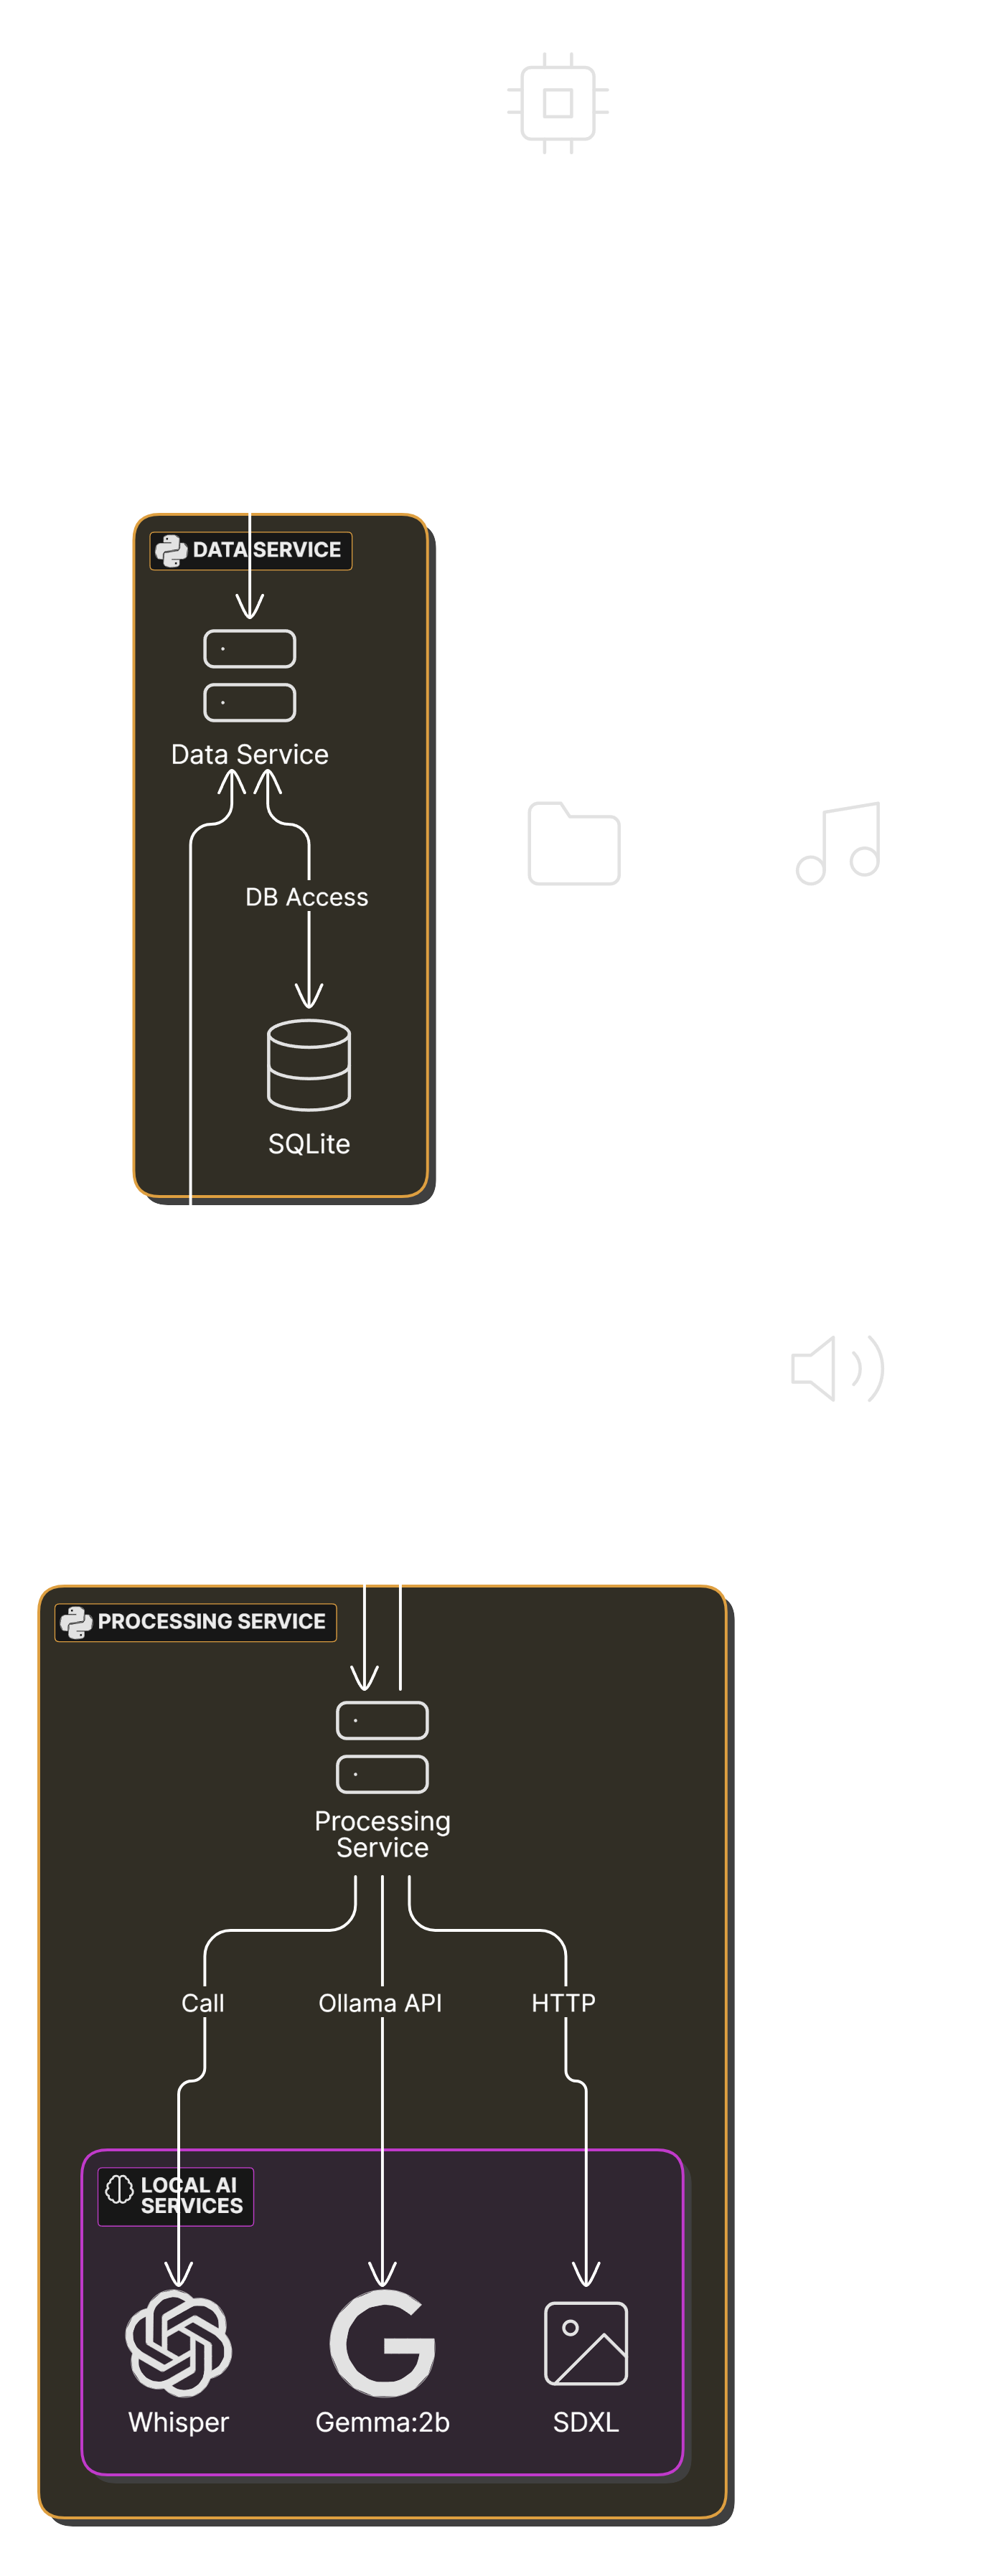 DATA SERVICE
Data Service
DB Access
SQLite
PROCESSING SERVICE
Processing
Service
Call
Ollama API
HTTP
LOCAL AI
SERVICES
Whisper
Gemma:2b
SDXL